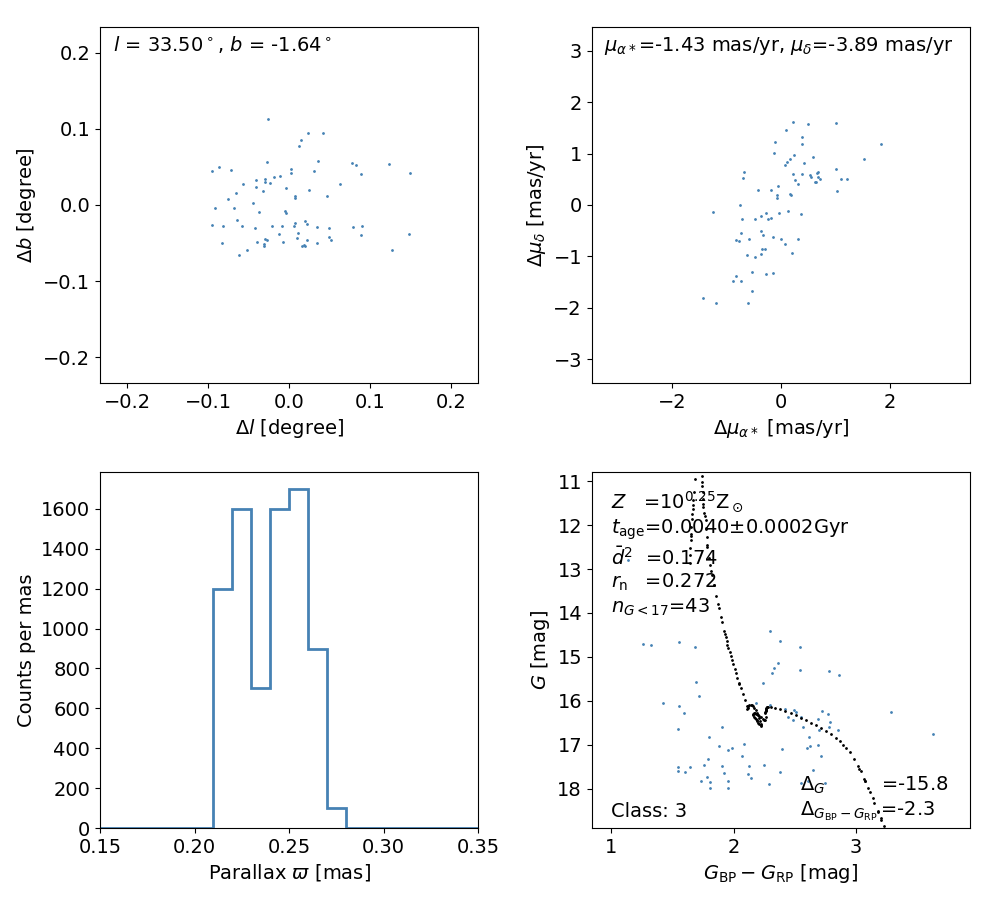 l = 33.50°, b = -1.64°
0.2
0.1
0.0
−0.1
−0.2
Δb [degree]
−0.2 −0.1 0.0 0.1 0.2
Δl [degree]
μα*=-1.43 mas/yr, μδ=-3.89 mas/yr
3
2
1
0
−1
−2
−3
Δμδ [mas/yr]
−2 0 2
Δμα* [mas/yr]
1600
1400
1200
1000
800
600
400
200
0
Counts per mas
0.15 0.20 0.25 0.30 0.35
Parallax ϖ [mas]
11
12
13
14
15
16
17
18
G [mag]
Z =10^0.25 Z⊙
t_age=0.0040±0.0002Gyr
d̄² =0.174
r_n =0.272
n_G<17=43
Δ_G =-15.8
Δ_G_BP−G_RP=-2.3
Class: 3
1 2 3
G_BP − G_RP [mag]